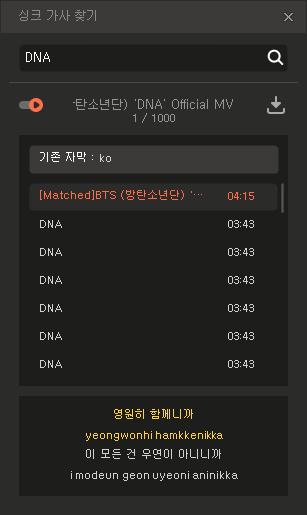 싱크 가사 찾기
DNA
탄소년단) 'DNA' Official MV
1 / 1000
기존 자막 : ko
[Matched]BTS (방탄소년단) '… 04:15
DNA 03:43
DNA 03:43
DNA 03:43
DNA 03:43
DNA 03:43
DNA 03:43
영원히 함께니까
yeongwonhi hamkkenikka
이 모든 건 우연이 아니니까
i modeun geon uyeoni aninikka